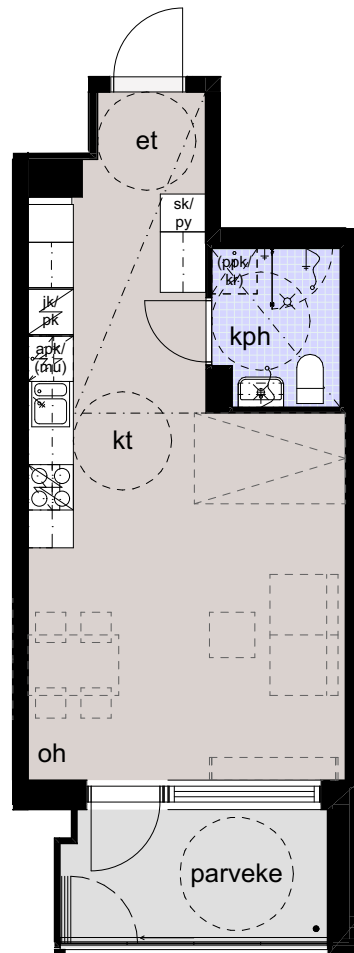 et
sk/
py
(ppk/
kr)
jk/
pk
kph
apk/
(mu)
kt
oh
parveke